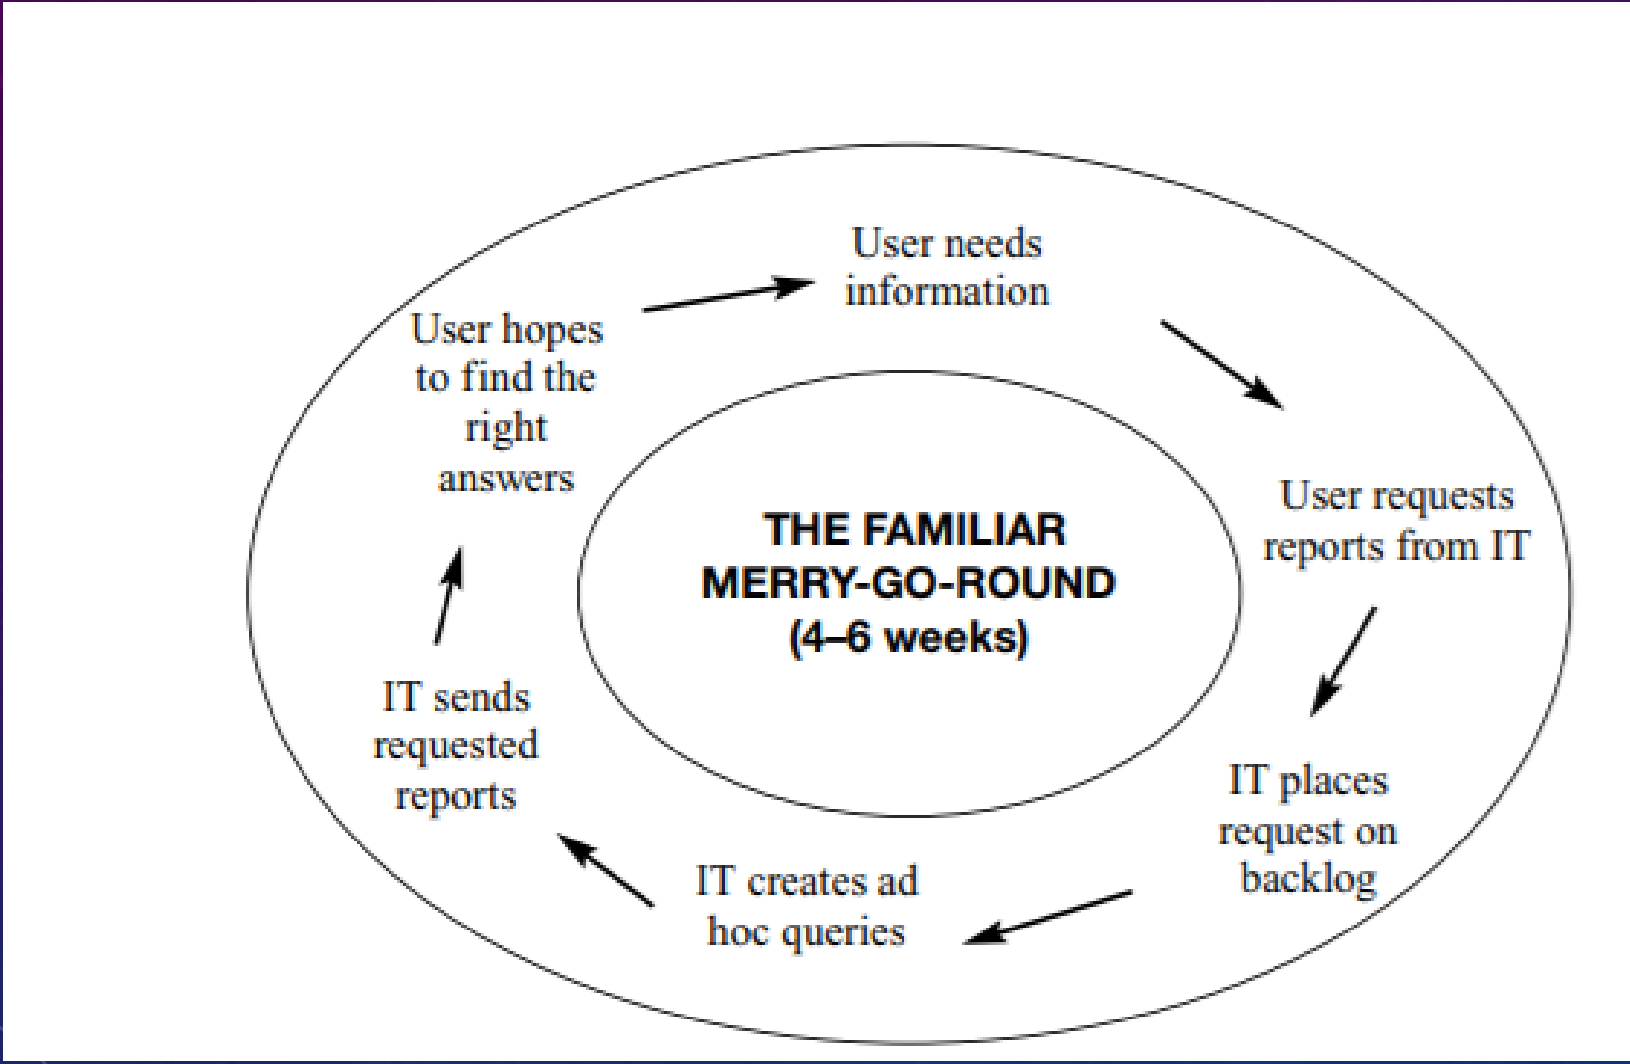 User needs
information
User requests
reports from IT
IT places
request on
backlog
IT creates ad
hoc queries
IT sends
requested
reports
User hopes
to find the
right
answers
THE FAMILIAR
MERRY-GO-ROUND
(4–6 weeks)